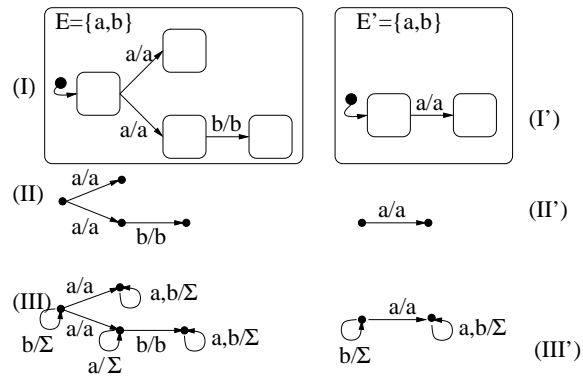 E={a,b}
E'={a,b}
a/a
(I)
a/a
b/b
a/a
(I')
(II)
a/a
a/a
b/b
a/a
(II')
(III)
a/a
a,b/Σ
a/a
b/Σ
a/Σ
b/b
a,b/Σ
a/a
b/Σ
a,b/Σ
(III')